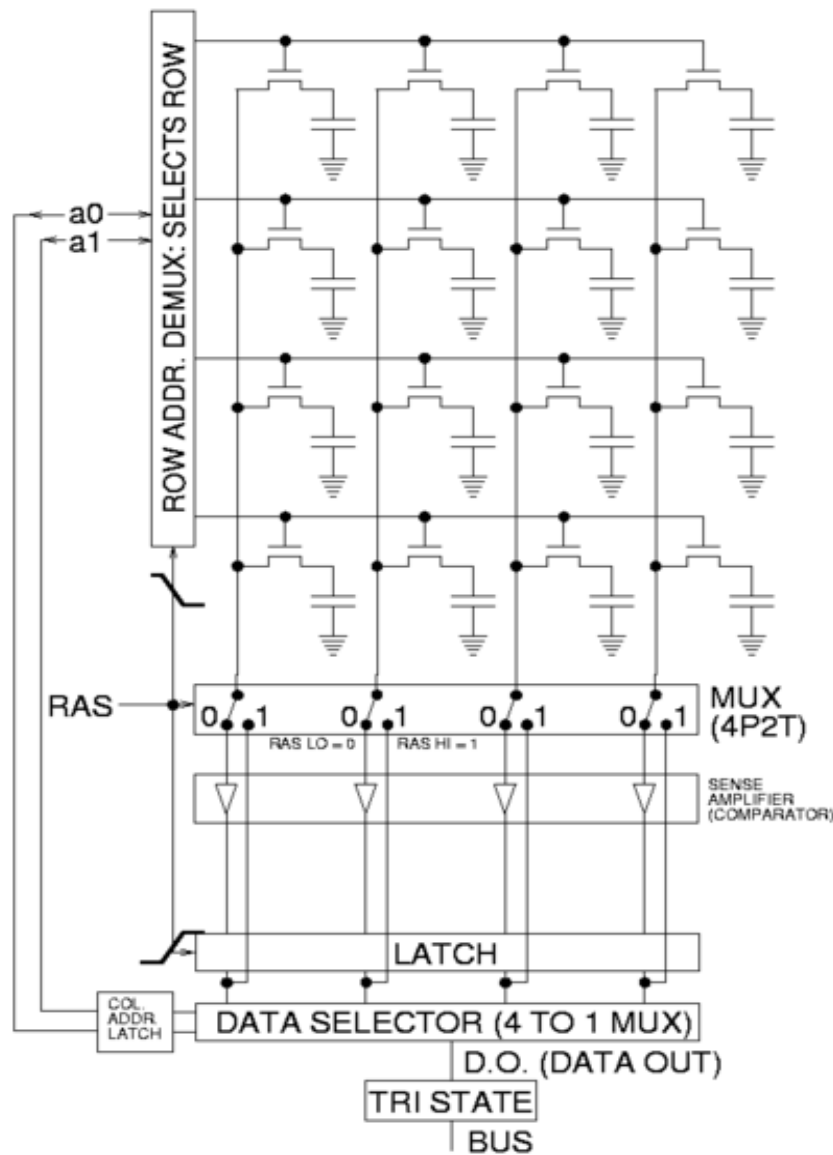 ROW ADDR. DEMUX: SELECTS ROW
a0
a1
RAS
0 1
0 1
0 1
0 1
RAS LO = 0
RAS HI = 1
MUX
(4P2T)
SENSE
AMPLIFIER
(COMPARATOR)
LATCH
COL.
ADDR.
LATCH
DATA SELECTOR (4 TO 1 MUX)
D.O. (DATA OUT)
TRI STATE
BUS